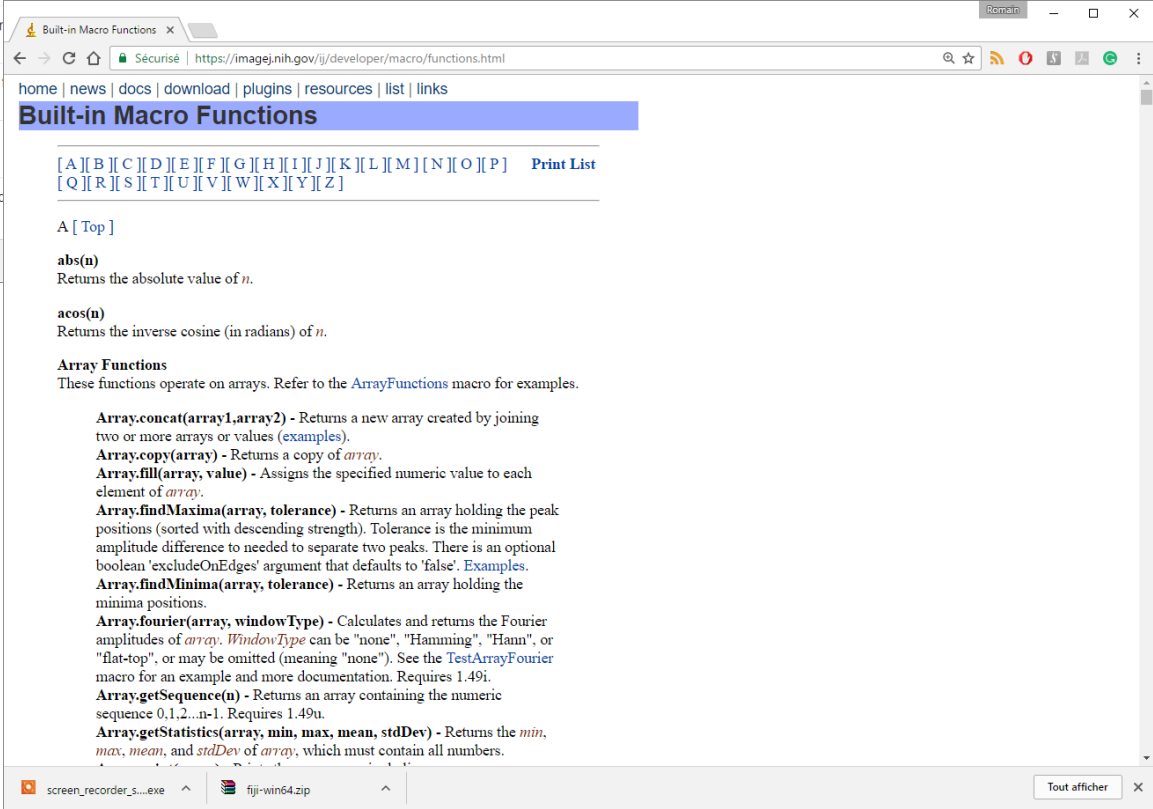 Romain
Built-in Macro Functions
Sécurisé | https://imagej.nih.gov/ij/developer/macro/functions.html
home | news | docs | download | plugins | resources | list | links
Built-in Macro Functions
[ A ][ B ][ C ][ D ][ E ][ F ][ G ][ H ][ I ][ J ][ K ][ L ][ M ] [ N ][ O ][ P ] Print List
[ Q ][ R ][ S ][ T ][ U ][ V ][ W ][ X ][ Y ][ Z ]
A [ Top ]
abs(n)
Returns the absolute value of n.
acos(n)
Returns the inverse cosine (in radians) of n.
Array Functions
These functions operate on arrays. Refer to the ArrayFunctions macro for examples.
Array.concat(array1,array2) - Returns a new array created by joining
two or more arrays or values (examples).
Array.copy(array) - Returns a copy of array.
Array.fill(array, value) - Assigns the specified numeric value to each
element of array.
Array.findMaxima(array, tolerance) - Returns an array holding the peak
positions (sorted with descending strength). Tolerance is the minimum
amplitude difference to needed to separate two peaks. There is an optional
boolean 'excludeOnEdges' argument that defaults to 'false'. Examples.
Array.findMinima(array, tolerance) - Returns an array holding the
minima positions.
Array.fourier(array, windowType) - Calculates and returns the Fourier
amplitudes of array. WindowType can be "none", "Hamming", "Hann", or
"flat-top", or may be omitted (meaning "none"). See the TestArrayFourier
macro for an example and more documentation. Requires 1.49i.
Array.getSequence(n) - Returns an array containing the numeric
sequence 0,1,2...n-1. Requires 1.49u.
Array.getStatistics(array, min, max, mean, stdDev) - Returns the min,
max, mean, and stdDev of array, which must contain all numbers.
screen_recorder_s....exe
fiji-win64.zip
Tout afficher